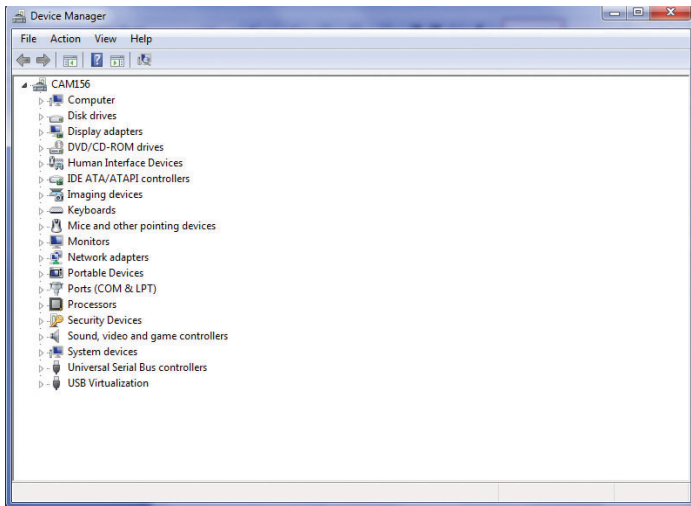 Device Manager
File Action View Help
CAM156
Computer
Disk drives
Display adapters
DVD/CD-ROM drives
Human Interface Devices
IDE ATA/ATAPI controllers
Imaging devices
Keyboards
Mice and other pointing devices
Monitors
Network adapters
Portable Devices
Ports (COM & LPT)
Processors
Security Devices
Sound, video and game controllers
System devices
Universal Serial Bus controllers
USB Virtualization